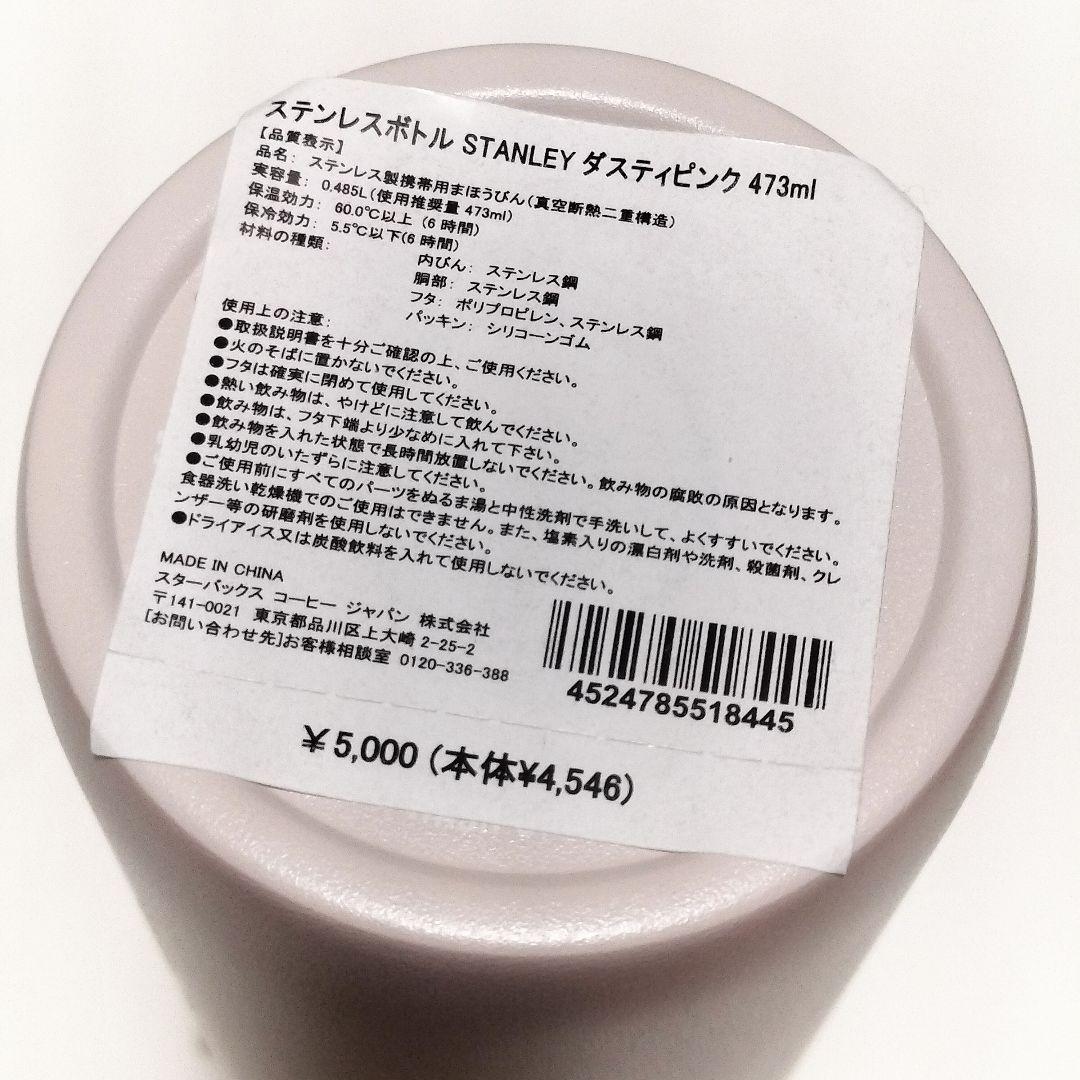 ステンレスボトル STANLEY ダスティピンク 473ml
【品質表示】
品名: ステンレス製携帯用まほうびん(真空断熱二重構造)
実容量: 0.485L(使用推奨量 473ml)
保温効力: 60.0℃以上 (6 時間)
保冷効力: 5.5℃以下(6 時間)
材料の種類:
内びん: ステンレス鋼
胴部: ステンレス鋼
フタ: ポリプロピレン、ステンレス鋼
パッキン: シリコーンゴム
使用上の注意:
●取扱説明書を十分ご確認の上、ご使用ください。
●火のそばに置かないでください。
●フタは確実に閉めて使用してください。
●熱い飲み物は、やけどに注意して飲んでください。
●飲み物は、フタ下端より少なめに入れて下さい。
●飲み物を入れた状態で長時間放置しないでください。飲み物の腐敗の原因となります。
●乳幼児のいたずらに注意してください。
●ご使用前にすべてのパーツをぬるま湯と中性洗剤で手洗いして、よくすすいでください。
食器洗い乾燥機でのご使用はできません。また、塩素入りの漂白剤や洗剤、殺菌剤、クレ
ンザー等の研磨剤を使用しないでください。
●ドライアイス又は炭酸飲料を入れて使用しないでください。
MADE IN CHINA
スターバックス コーヒー ジャパン 株式会社
〒141-0021 東京都品川区上大崎 2-25-2
[お問い合わせ先]お客様相談室 0120-336-388
4524785518445
￥5,000 (本体¥4,546)